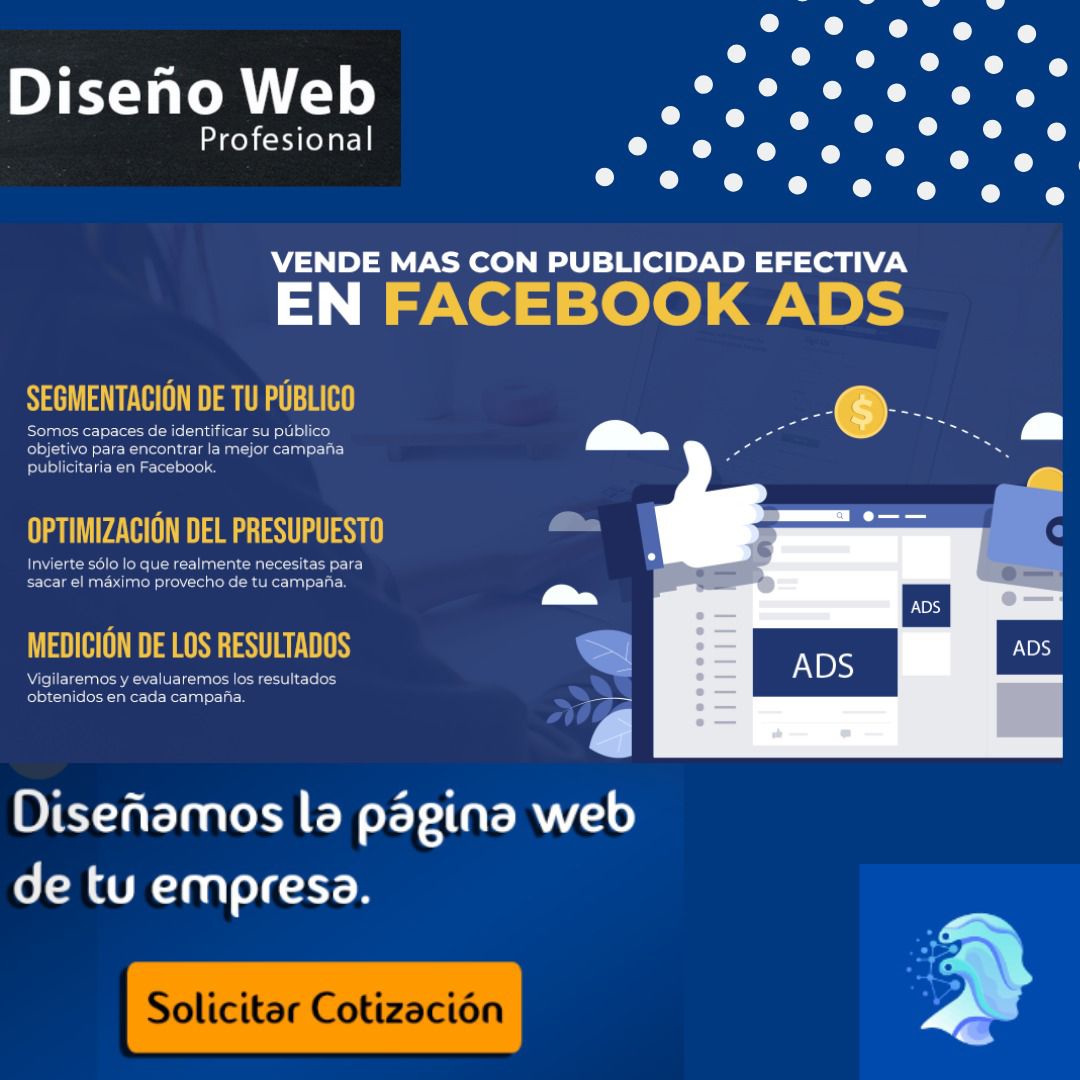 Diseño Web
Profesional
VENDE MAS CON PUBLICIDAD EFECTIVA
EN FACEBOOK ADS
SEGMENTACIÓN DE TU PÚBLICO
Somos capaces de identificar su público
objetivo para encontrar la mejor campaña
publicitaria en Facebook.
OPTIMIZACIÓN DEL PRESUPUESTO
Invierte sólo lo que realmente necesitas para
sacar el máximo provecho de tu campaña.
MEDICIÓN DE LOS RESULTADOS
Vigilaremos y evaluaremos los resultados
obtenidos en cada campaña.
$
ADS
ADS
ADS
Diseñamos la página web
de tu empresa.
Solicitar Cotización